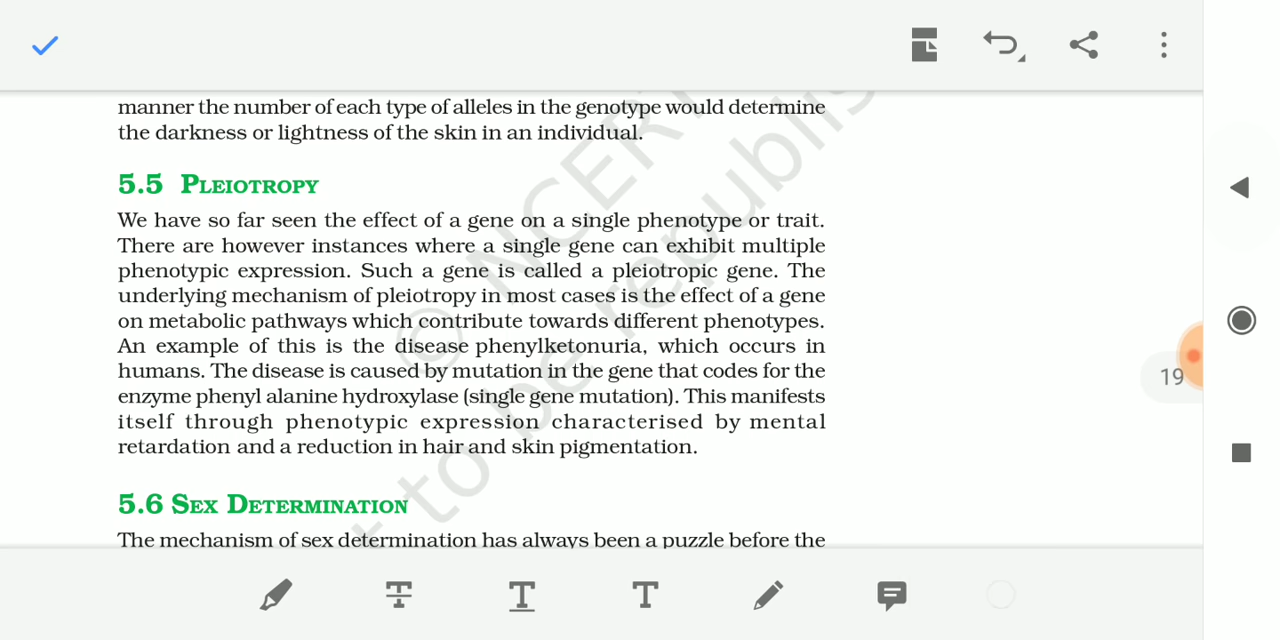 manner the number of each type of alleles in the genotype would determine
the darkness or lightness of the skin in an individual.
5.5 PLEIOTROPY
We have so far seen the effect of a gene on a single phenotype or trait.
There are however instances where a single gene can exhibit multiple
phenotypic expression. Such a gene is called a pleiotropic gene. The
underlying mechanism of pleiotropy in most cases is the effect of a gene
on metabolic pathways which contribute towards different phenotypes.
An example of this is the disease phenylketonuria, which occurs in
humans. The disease is caused by mutation in the gene that codes for the
enzyme phenyl alanine hydroxylase (single gene mutation). This manifests
itself through phenotypic expression characterised by mental
retardation and a reduction in hair and skin pigmentation.
5.6 SEX DETERMINATION
The mechanism of sex determination has always been a puzzle before the
19
© NCERT
to be republis